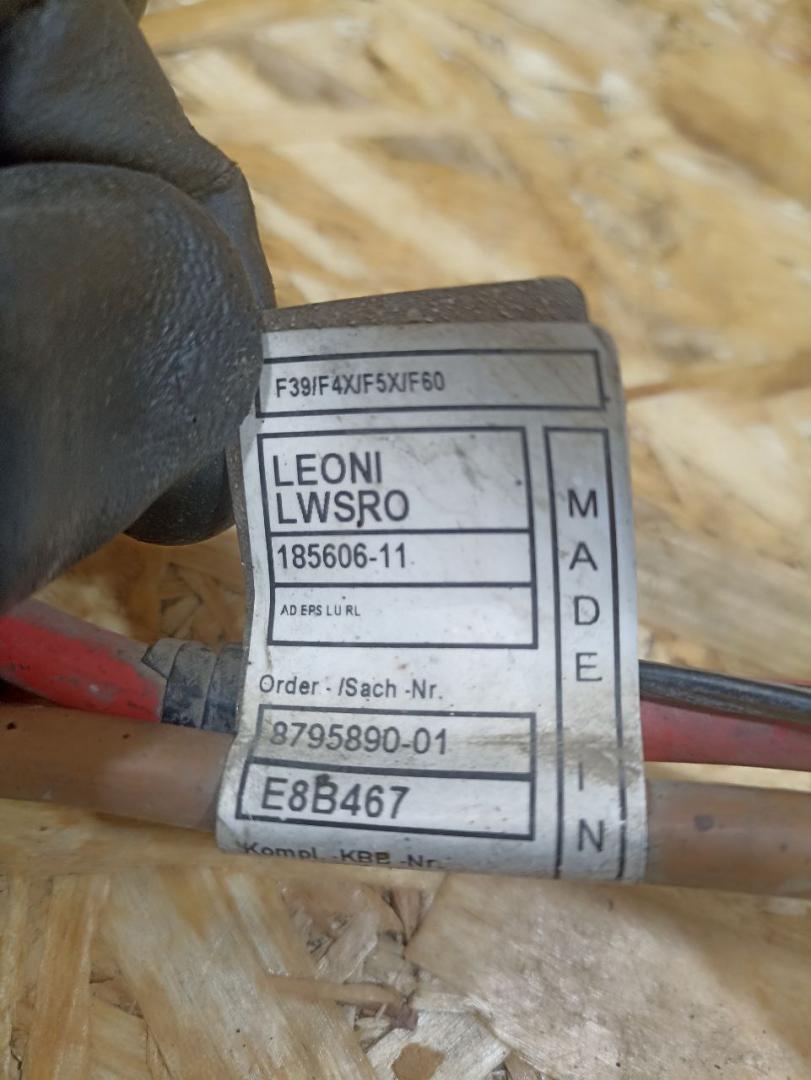 F39/F4X/F5X/F60
LEONI
LWSRO
185606-11
AD EPS LU RL
Order - /Sach -Nr.
8795890-01
E8B467
Kompl. -KBB -Nr.
MADE IN